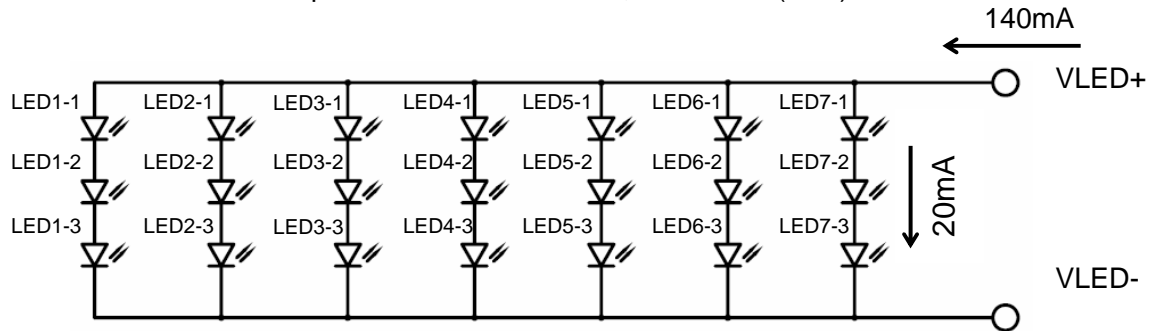 140mA
VLED+
LED1-1 LED2-1 LED3-1 LED4-1 LED5-1 LED6-1 LED7-1
LED1-2 LED2-2 LED3-2 LED4-2 LED5-2 LED6-2 LED7-2
LED1-3 LED2-3 LED3-3 LED4-3 LED5-3 LED6-3 LED7-3
20mA
VLED-